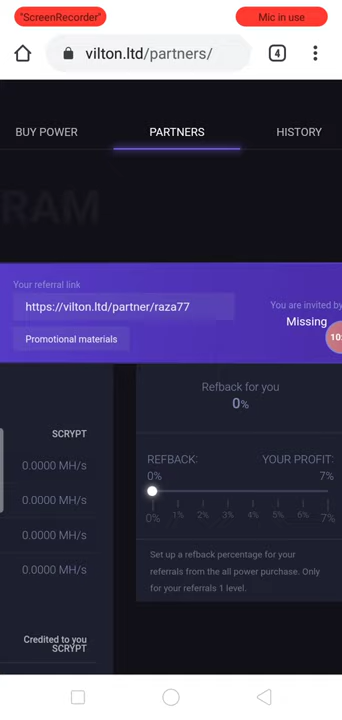 "ScreenRecorder"
Mic in use
vilton.ltd/partners/
4
BUY POWER
PARTNERS
HISTORY
RAM
Your referral link
https://vilton.ltd/partner/raza77
You are invited by
Missing
Promotional materials
10:
Refback for you
0%
SCRYPT
0.0000 MH/s
0.0000 MH/s
0.0000 MH/s
0.0000 MH/s
REFBACK:
YOUR PROFIT:
0%
7%
0%
1%
2%
3%
4%
5%
6%
7%
Set up a refback percentage for your
referrals from the all power purchase. Only
for your referrals 1 level.
Credited to you
SCRYPT